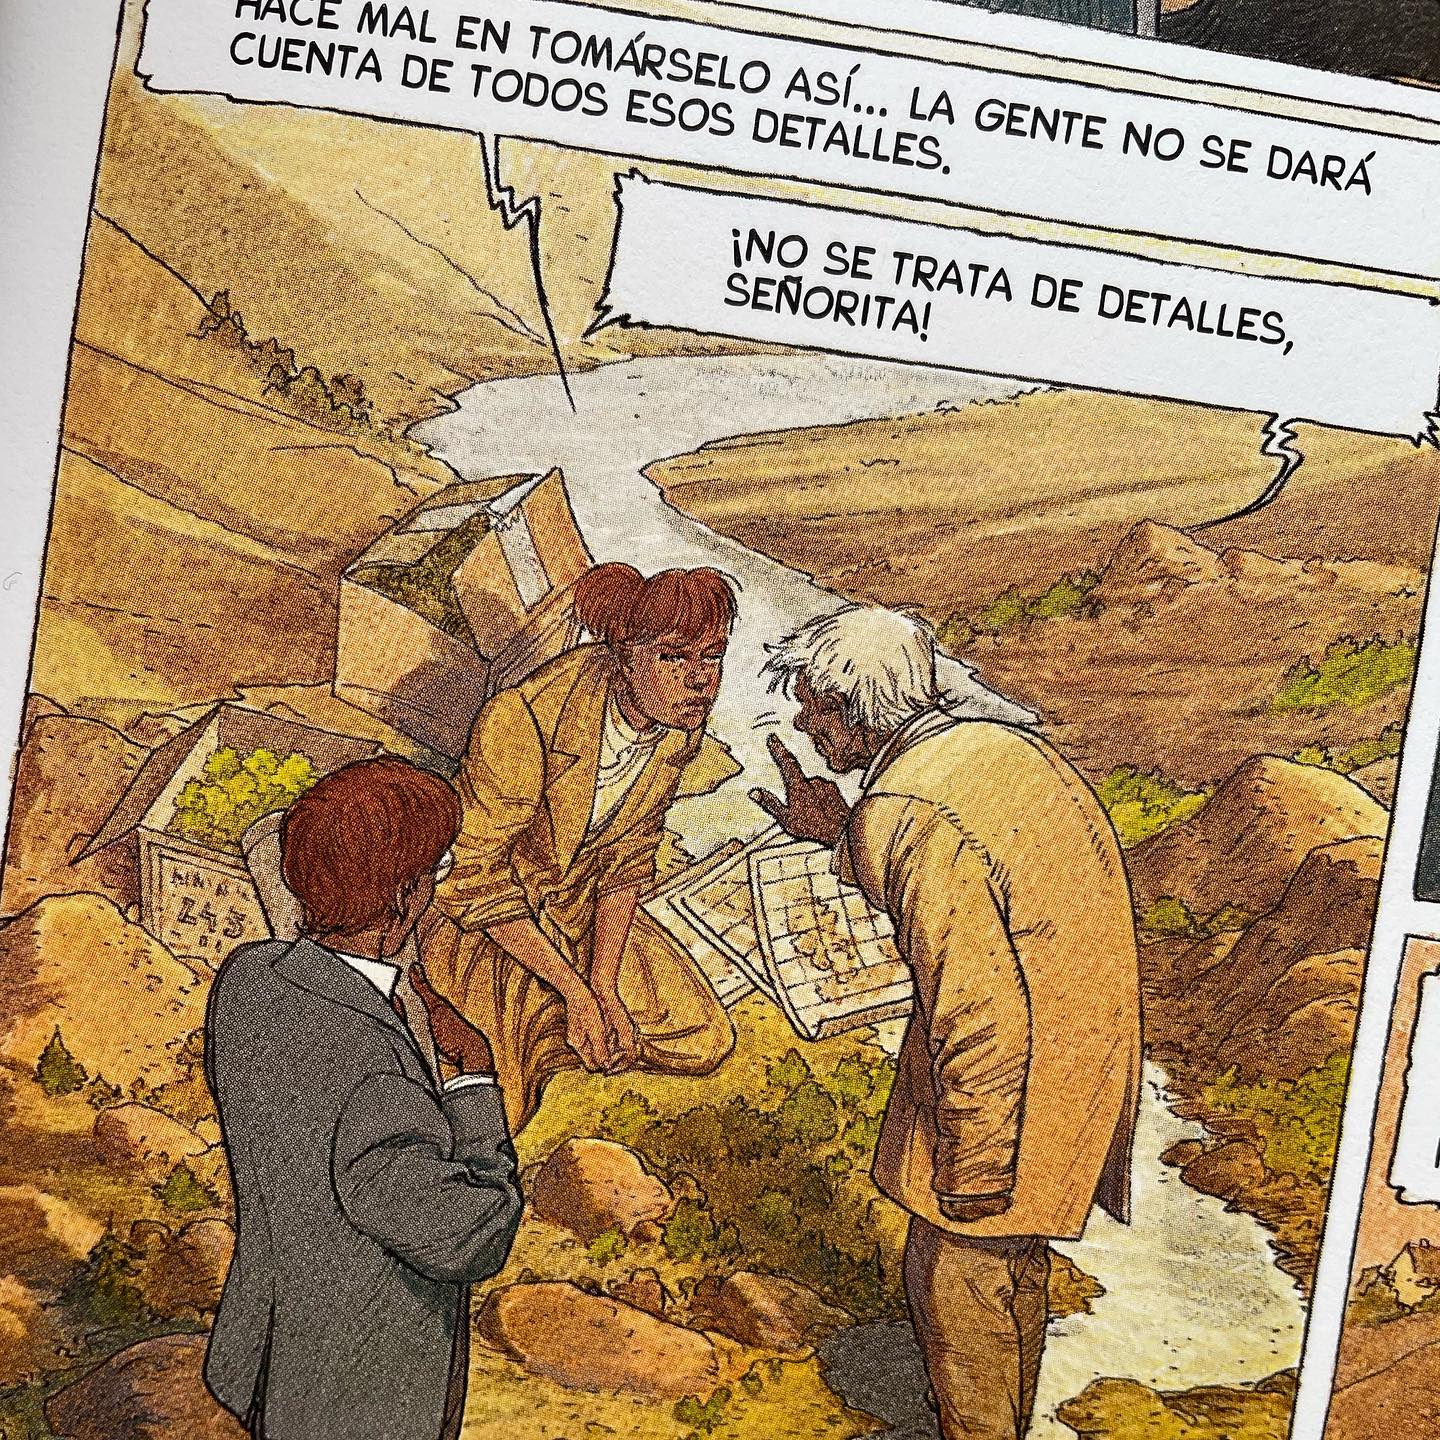 HACE MAL EN TOMÁRSELO ASÍ... LA GENTE NO SE DARÁ
CUENTA DE TODOS ESOS DETALLES.
¡NO SE TRATA DE DETALLES,
SEÑORITA!
243